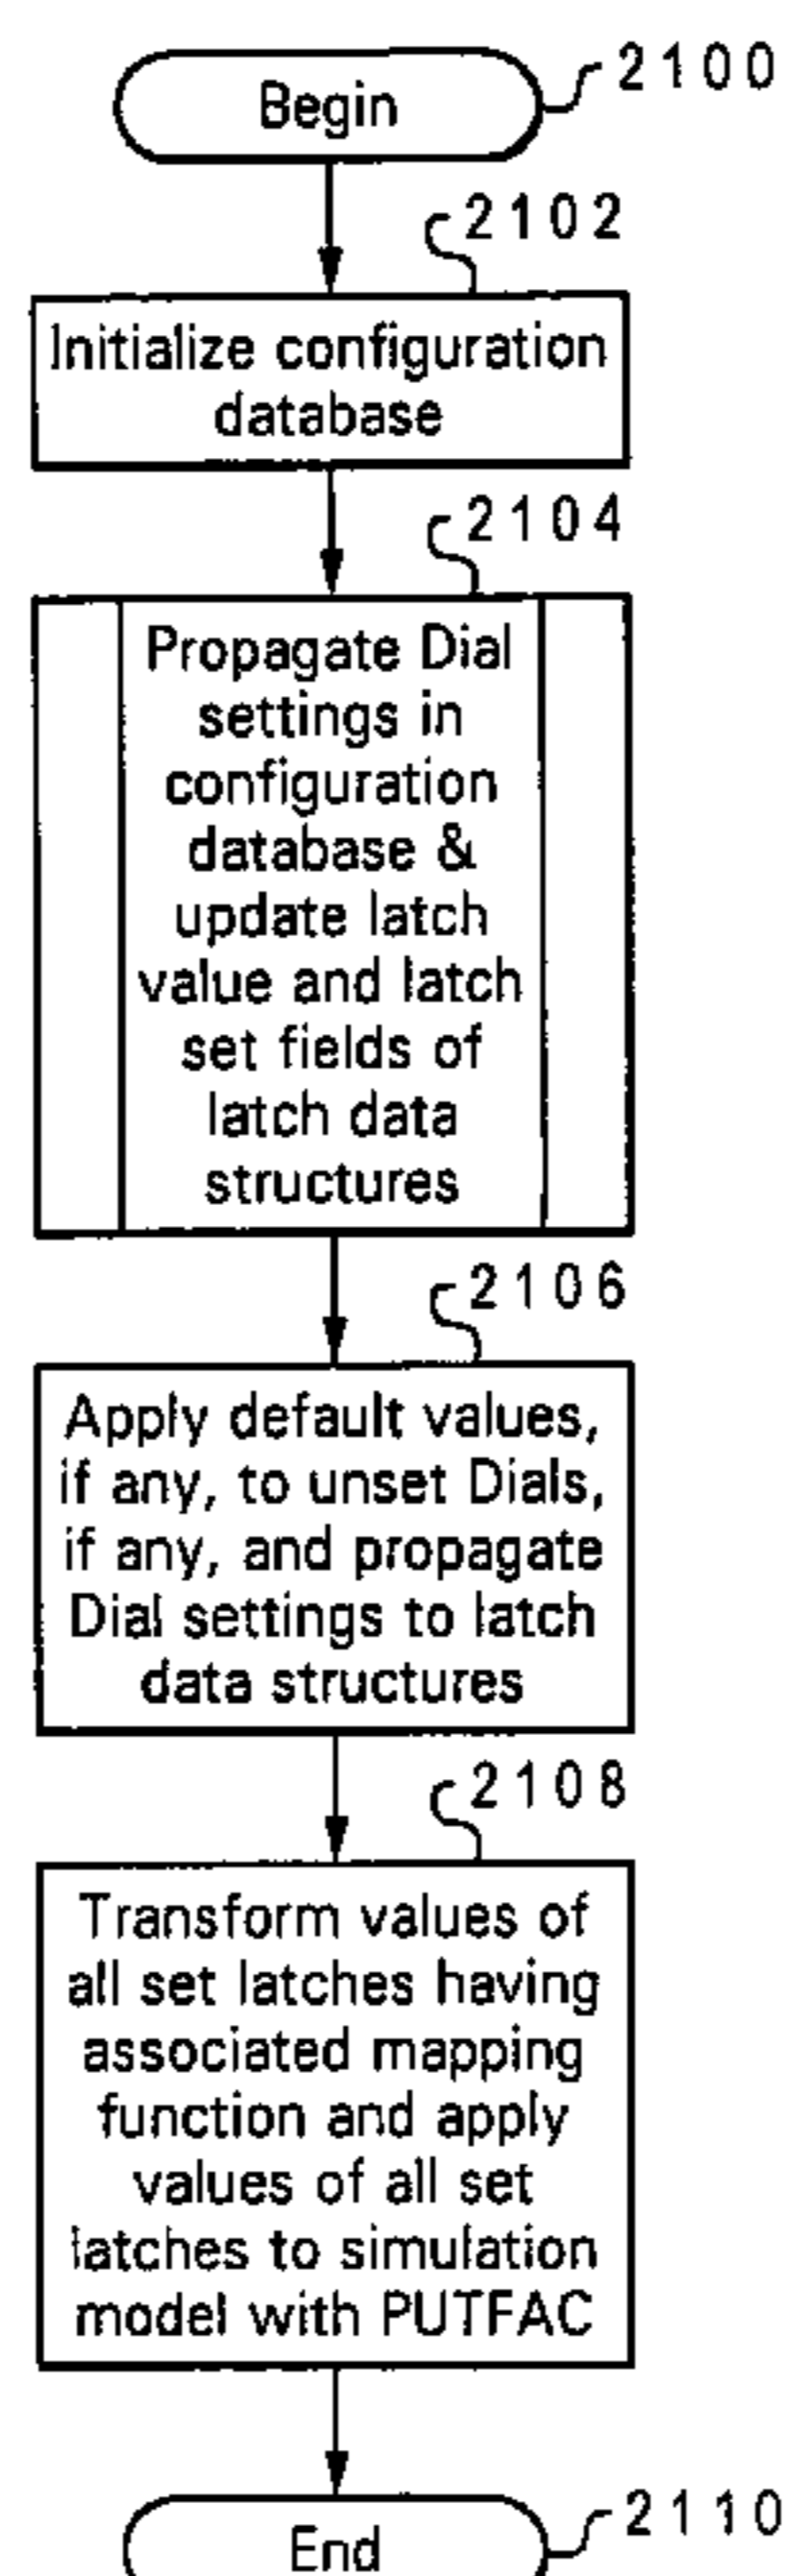 Begin
2100
2102
Initialize configuration
database
2104
Propagate Dial
settings in
configuration
database &
update latch
value and latch
set fields of
latch data
structures
2106
Apply default values,
if any, to unset Dials,
if any, and propagate
Dial settings to latch
data structures
2108
Transform values of
all set latches having
associated mapping
function and apply
values of all set
latches to simulation
model with PUTFAC
End
2110